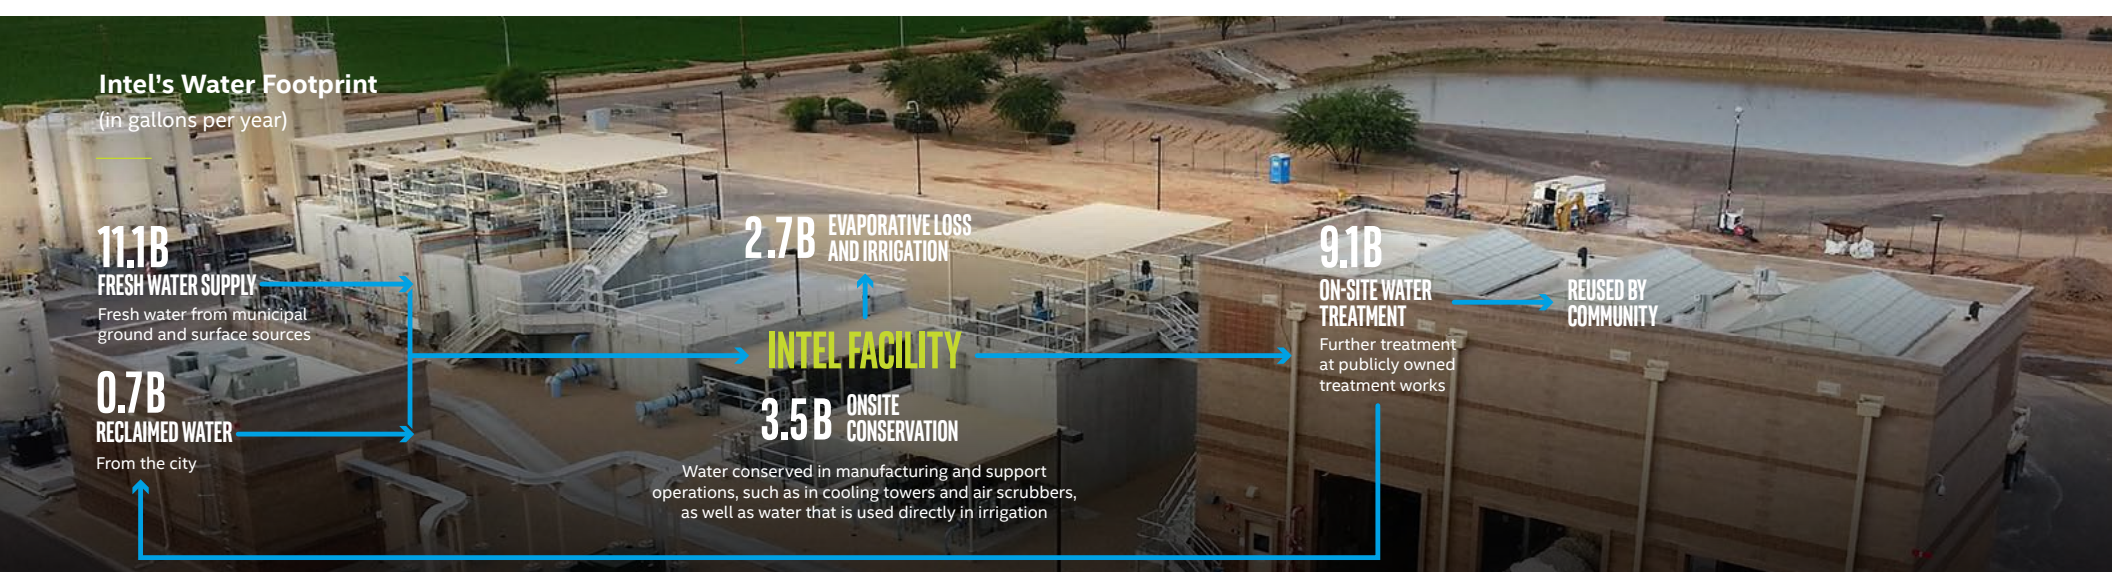 Intel's Water Footprint
(in gallons per year)
11.1B
FRESH WATER SUPPLY
Fresh water from municipal
ground and surface sources
0.7B
RECLAIMED WATER
From the city
2.7B
EVAPORATIVE LOSS
AND IRRIGATION
INTEL FACILITY
3.5B
ONSITE
CONSERVATION
Water conserved in manufacturing and support
operations, such as in cooling towers and air scrubbers,
as well as water that is used directly in irrigation
9.1B
ON-SITE WATER
TREATMENT
Further treatment
at publicly owned
treatment works
REUSED BY
COMMUNITY